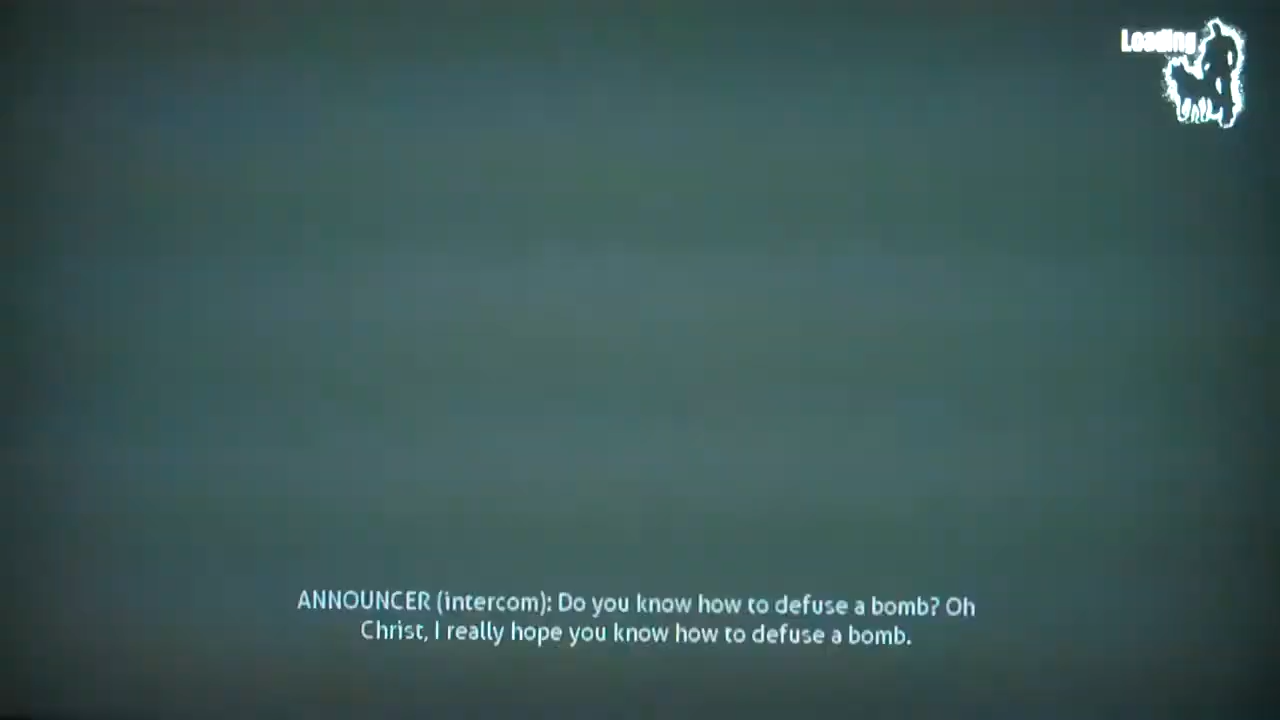 Loading
ANNOUNCER (intercom): Do you know how to defuse a bomb? Oh
Christ, I really hope you know how to defuse a bomb.